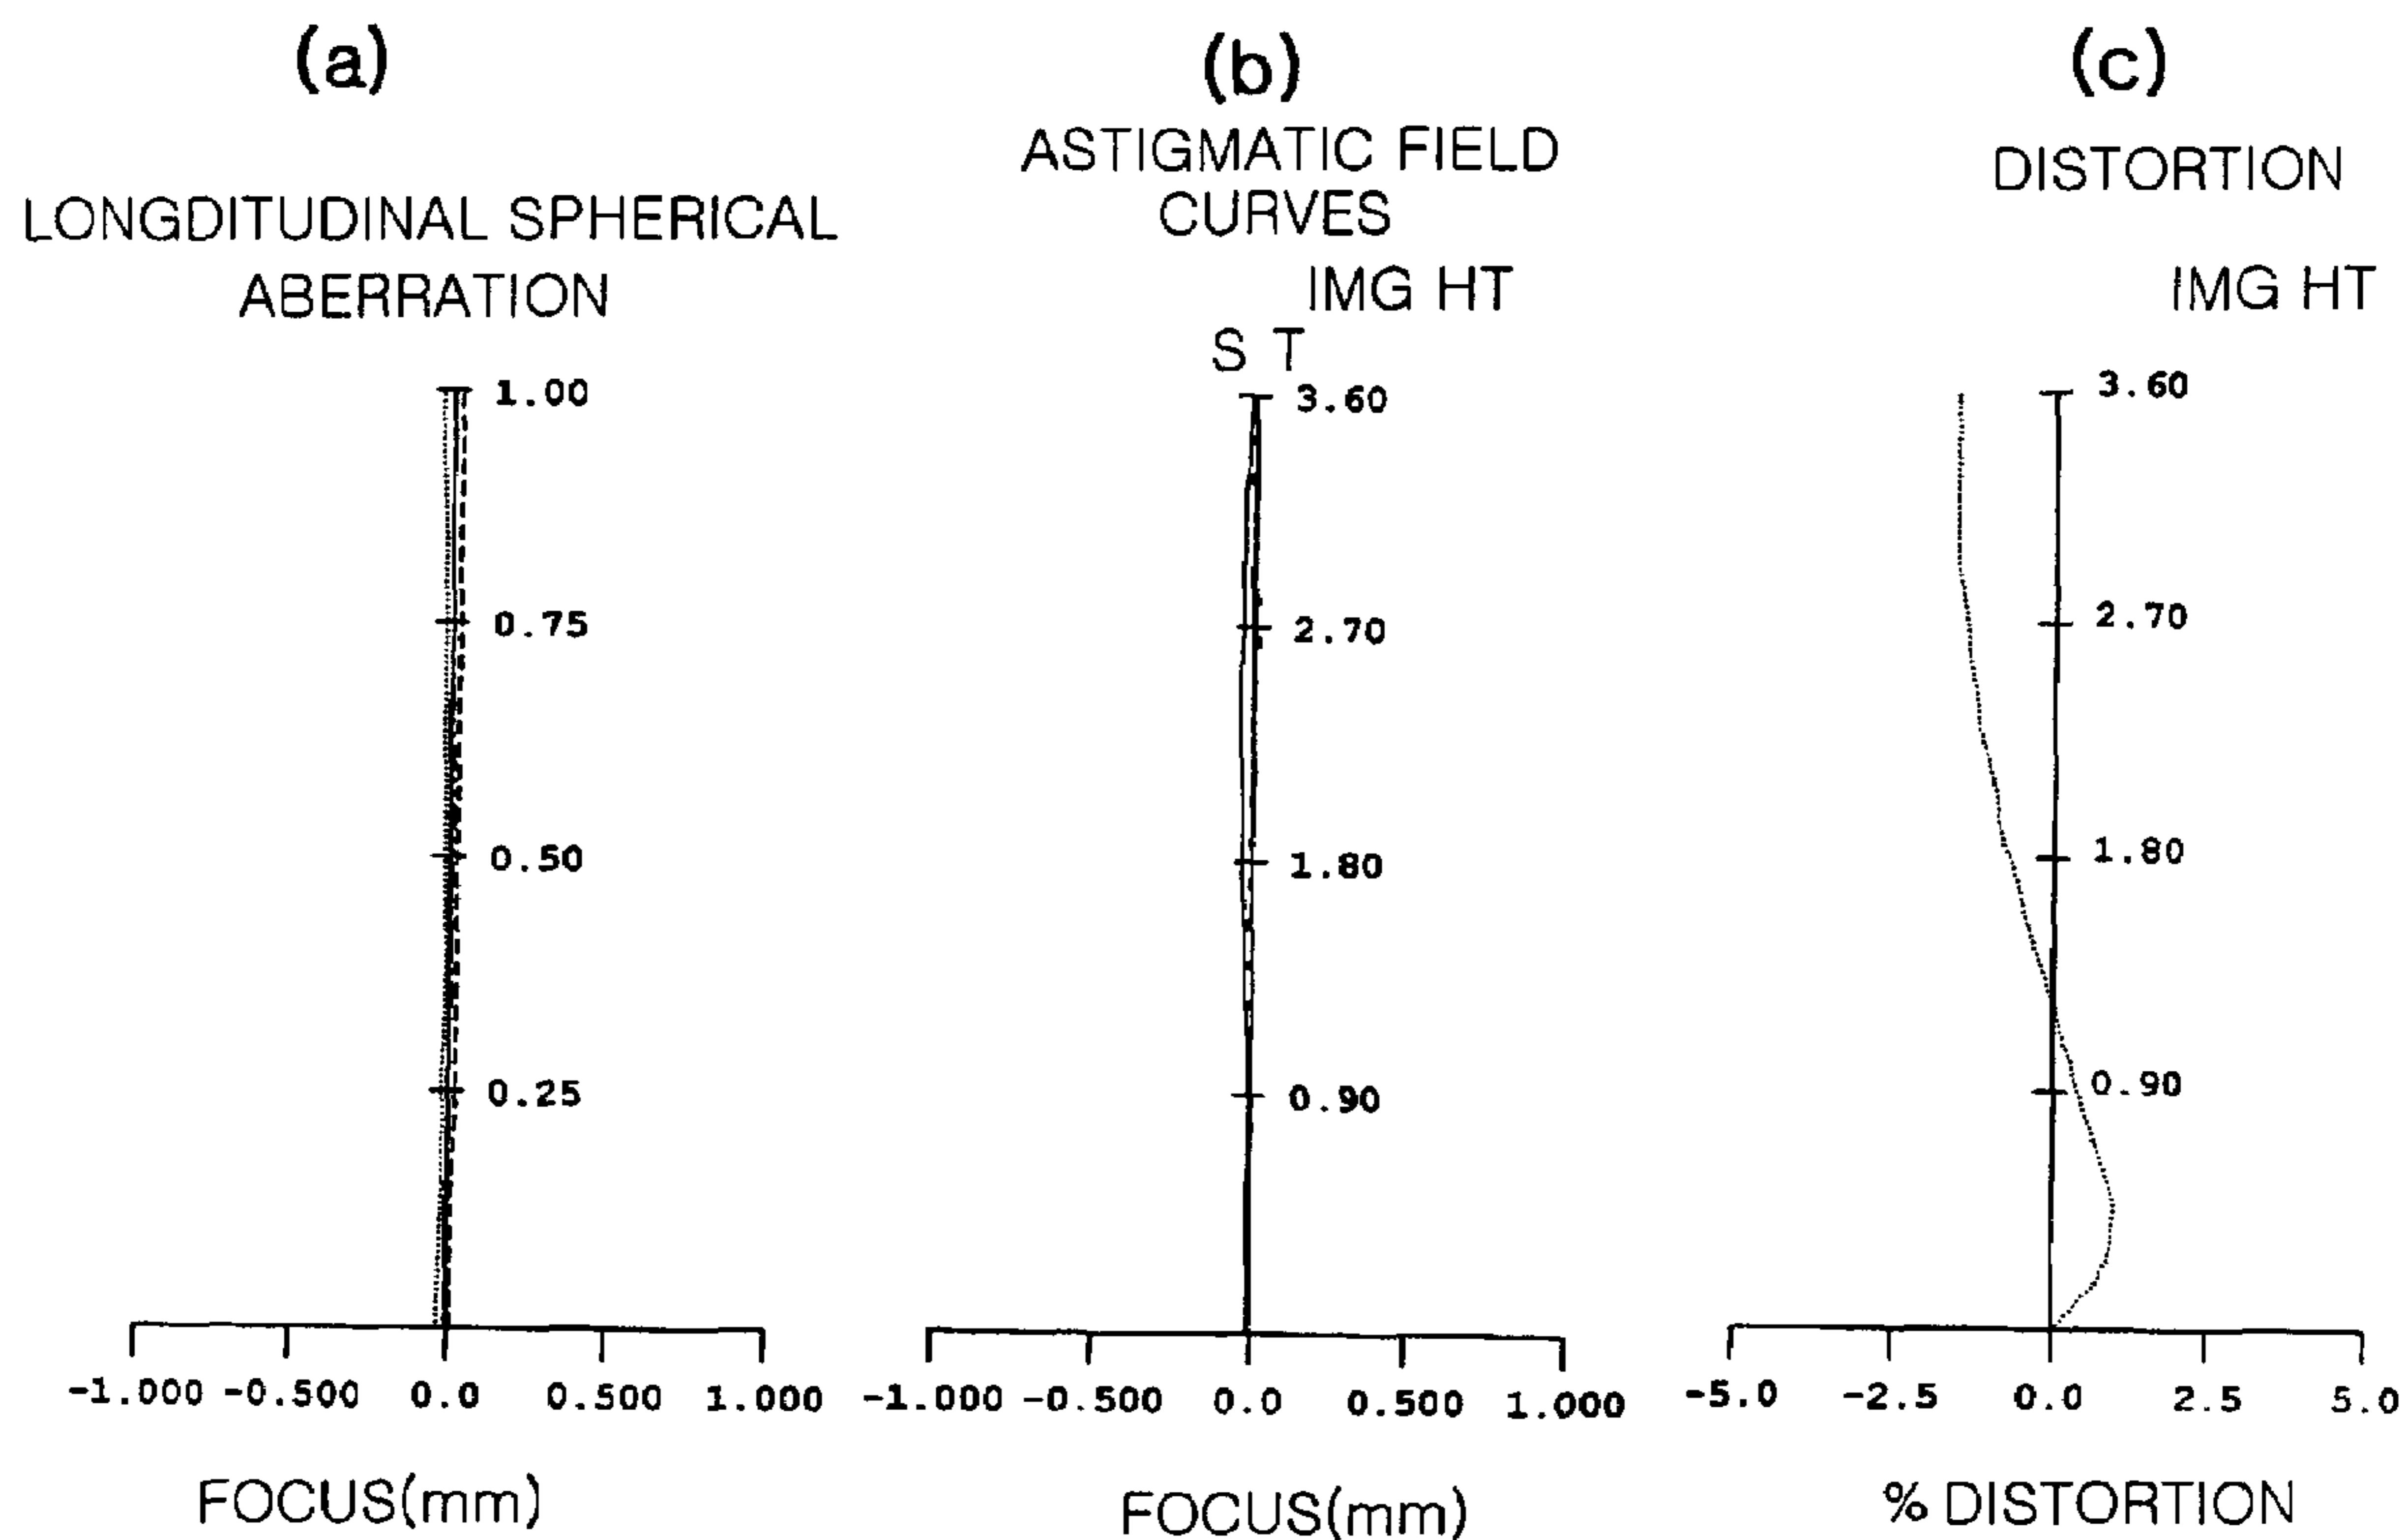 (a)
LONGDITUDINAL SPHERICAL
ABERRATION
1.00
0.75
0.50
0.25
-1.000 -0.500 0.0 0.500 1.000
FOCUS(mm)
(b)
ASTIGMATIC FIELD
CURVES
IMG HT
S T
3.60
2.70
1.80
0.90
-1.000 -0.500 0.0 0.500 1.000
FOCUS(mm)
(c)
DISTORTION
IMG HT
3.60
2.70
1.80
0.90
-5.0 -2.5 0.0 2.5 5.0
% DISTORTION